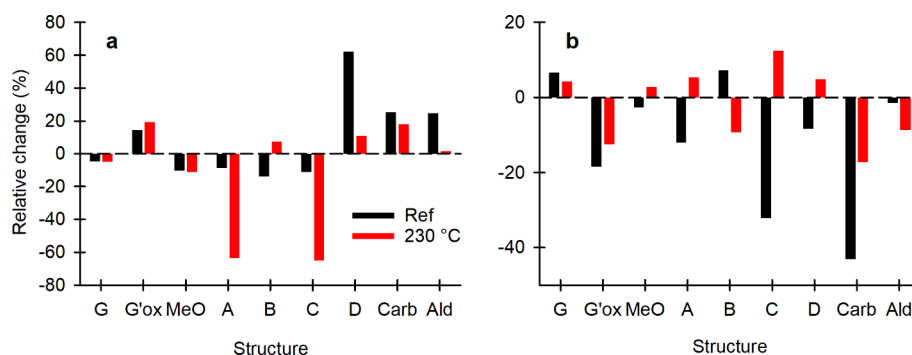 a
Relative change (%)
80
60
40
20
0
-20
-40
-60
-80
Ref
230 °C
G G'ox MeO A B C D Carb Ald
Structure
b
20
0
-20
-40
G G'ox MeO A B C D Carb Ald
Structure